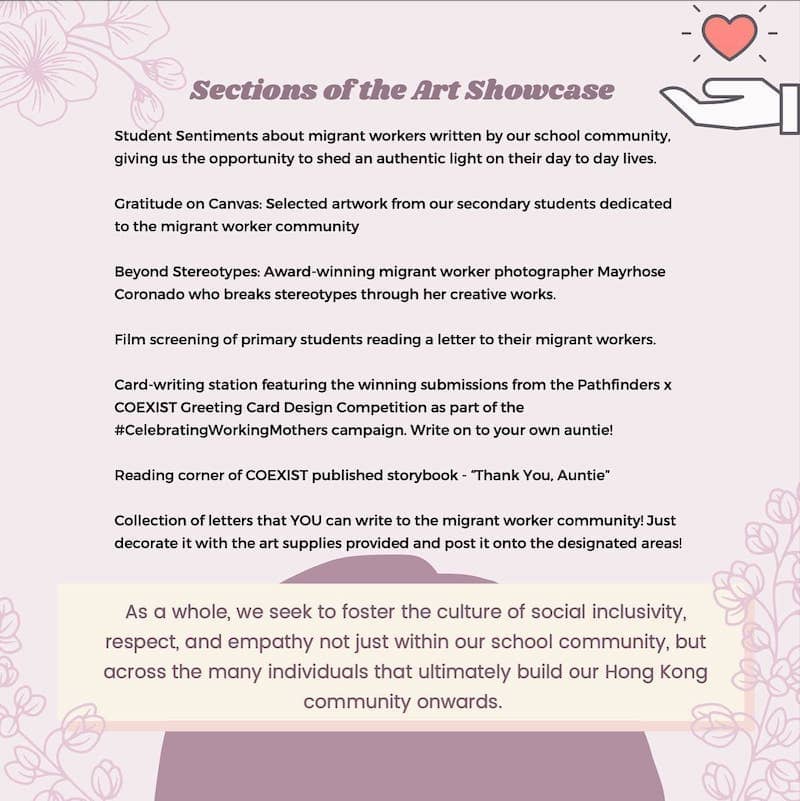 Sections of the Art Showcase
Student Sentiments about migrant workers written by our school community,
giving us the opportunity to shed an authentic light on their day to day lives.
Gratitude on Canvas: Selected artwork from our secondary students dedicated
to the migrant worker community
Beyond Stereotypes: Award-winning migrant worker photographer Mayrhose
Coronado who breaks stereotypes through her creative works.
Film screening of primary students reading a letter to their migrant workers.
Card-writing station featuring the winning submissions from the Pathfinders x
COEXIST Greeting Card Design Competition as part of the
#CelebratingWorkingMothers campaign. Write on to your own auntie!
Reading corner of COEXIST published storybook - "Thank You, Auntie"
Collection of letters that YOU can write to the migrant worker community! Just
decorate it with the art supplies provided and post it onto the designated areas!
As a whole, we seek to foster the culture of social inclusivity,
respect, and empathy not just within our school community, but
across the many individuals that ultimately build our Hong Kong
community onwards.